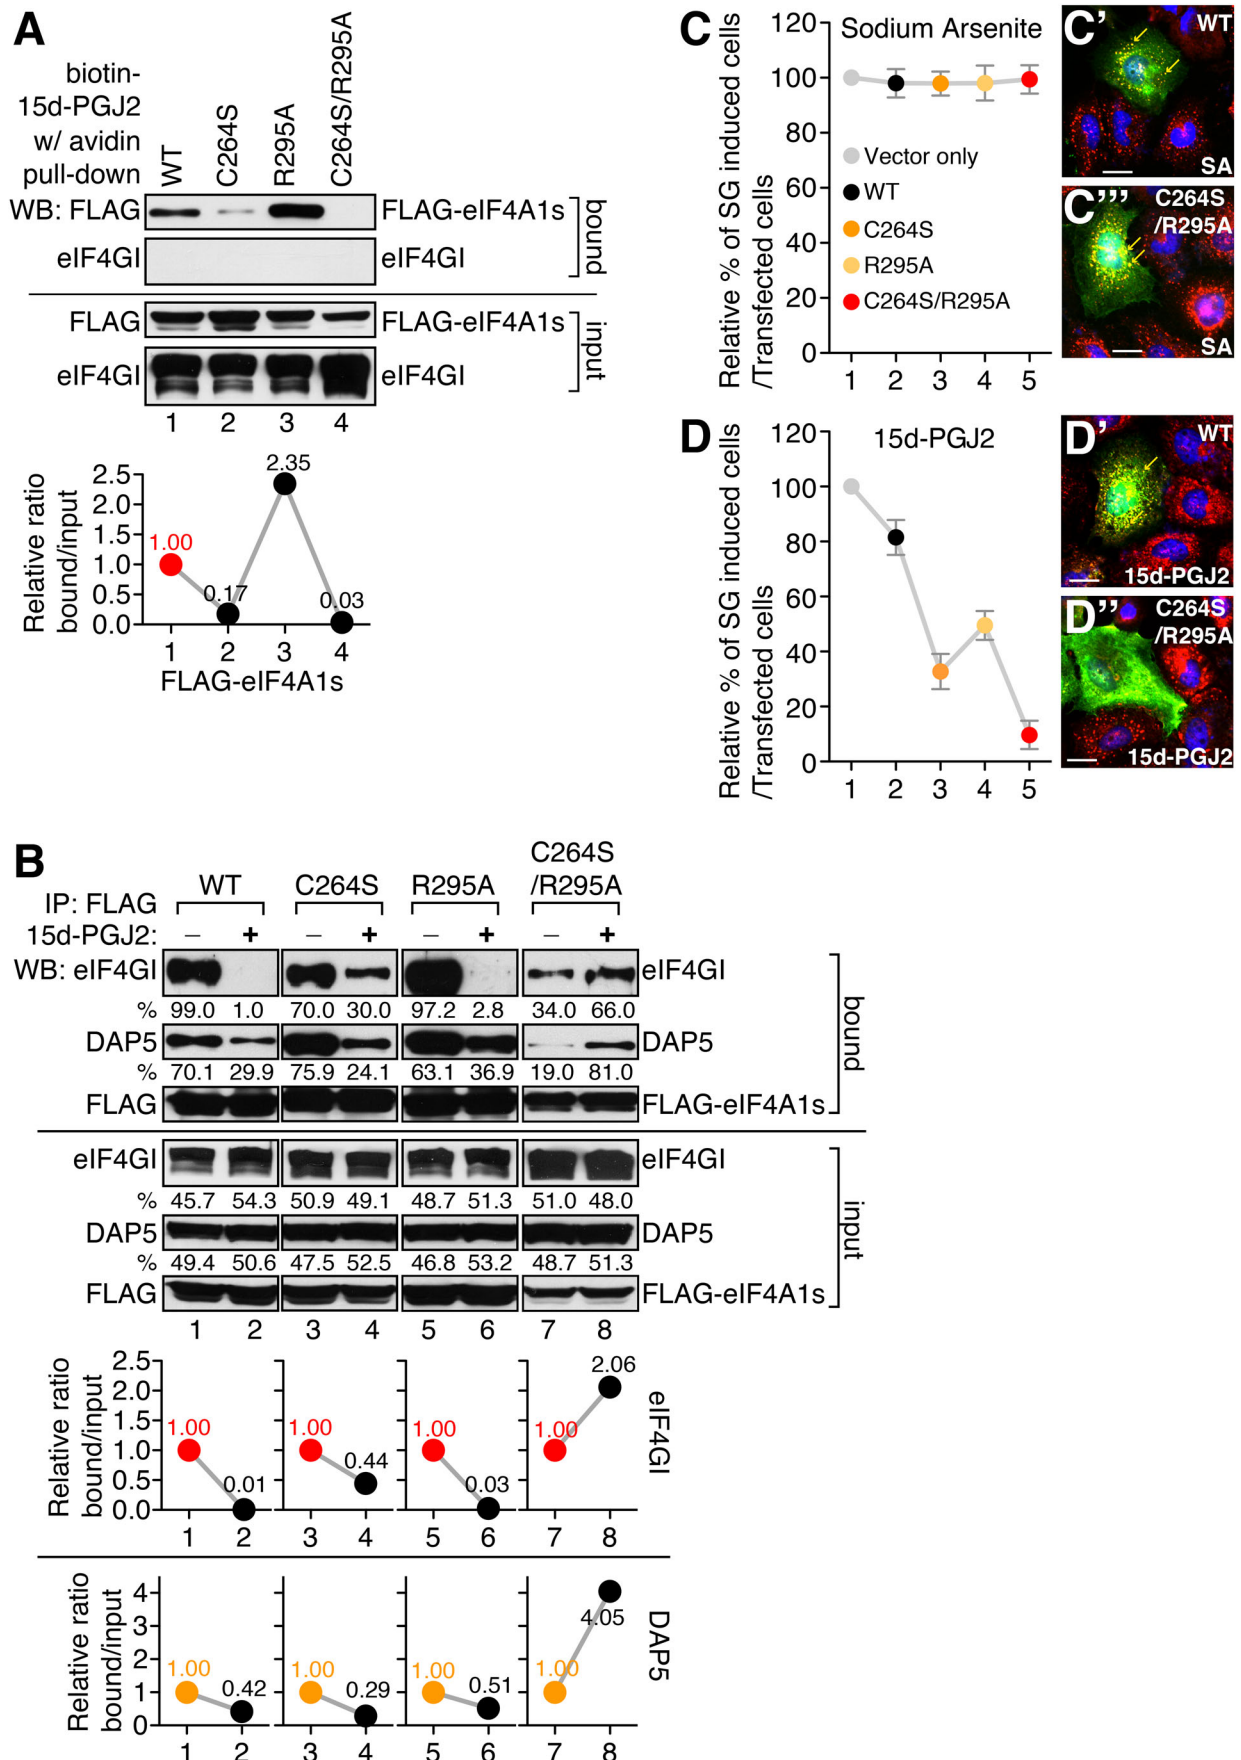 A
biotin-
15d-PGJ2
w/ avidin
pull-down
WT
C264S
R295A
C264S/R295A
WB: FLAG
FLAG-eIF4A1s
eIF4GI
eIF4GI
bound
FLAG
FLAG-eIF4A1s
eIF4GI
eIF4GI
input
1 2 3 4
Relative ratio
bound/input
2.5
2.0
1.5
1.0
0.5
0.0
1.00
0.17
2.35
0.03
1 2 3 4
FLAG-eIF4A1s
B
IP: FLAG
WT
C264S
R295A
C264S
/R295A
15d-PGJ2: – + – + – + – +
WB: eIF4GI
eIF4GI
% 99.0 1.0 70.0 30.0 97.2 2.8 34.0 66.0
DAP5
DAP5
% 70.1 29.9 75.9 24.1 63.1 36.9 19.0 81.0
FLAG
FLAG-eIF4A1s
bound
eIF4GI
eIF4GI
% 45.7 54.3 50.9 49.1 48.7 51.3 51.0 48.0
DAP5
DAP5
% 49.4 50.6 47.5 52.5 46.8 53.2 48.7 51.3
FLAG
FLAG-eIF4A1s
input
1 2 3 4 5 6 7 8
Relative ratio
bound/input
2.5
2.0
1.5
1.0
0.5
0.0
1.00
0.01
1.00
0.44
1.00
0.03
1.00
2.06
eIF4GI
1 2 3 4 5 6 7 8
Relative ratio
bound/input
4
3
2
1
0
1.00
0.42
1.00
0.29
1.00
0.51
1.00
4.05
DAP5
1 2 3 4 5 6 7 8
C
Relative % of SG induced cells
/Transfected cells
Sodium Arsenite
120
100
80
60
40
20
0
Vector only
WT
C264S
R295A
C264S/R295A
1 2 3 4 5
C’
WT
SA
C’’’
C264S
/R295A
SA
D
Relative % of SG induced cells
/Transfected cells
15d-PGJ2
120
100
80
60
40
20
0
1 2 3 4 5
D’
WT
15d-PGJ2
D’’
C264S
/R295A
15d-PGJ2